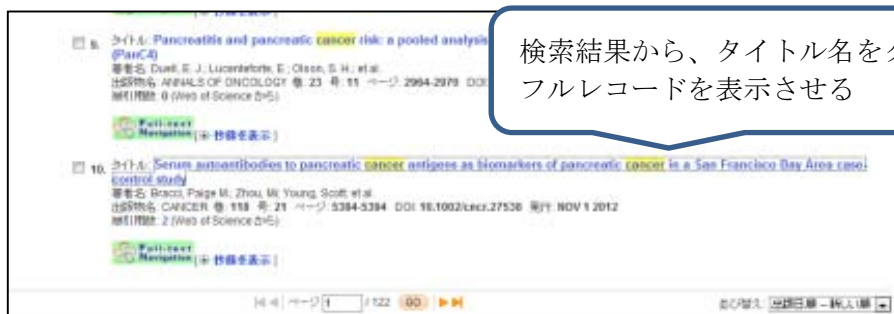 9. タイトル: Pancreatitis and pancreatic cancer risk: a pooled analysis
(PanC4)
著者名: Duell, E. J.; Lucenteforte, E.; Olson, S. H.; et al.
出版物名: ANNALS OF ONCOLOGY 巻: 23 号: 11 ページ: 2964-2970 DOI:
被引用数: 0 (Web of Science から)
Full-text
Navigation [抄録を表示]
検索結果から、タイトル名を
フルレコードを表示させる
10. タイトル: Serum autoantibodies to pancreatic cancer antigens as biomarkers of pancreatic cancer in a San Francisco Bay Area case-
control study
著者名: Bracci, Paige M.; Zhou, Mi; Young, Scott; et al.
出版物名: CANCER 巻: 118 号: 21 ページ: 5384-5394 DOI: 10.1002/cncr.27538 発行: NOV 1 2012
被引用数: 2 (Web of Science から)
Full-text
Navigation [抄録を表示]
ページ 1 / 122 GO
並び替え: 出版日順 - 新しい順